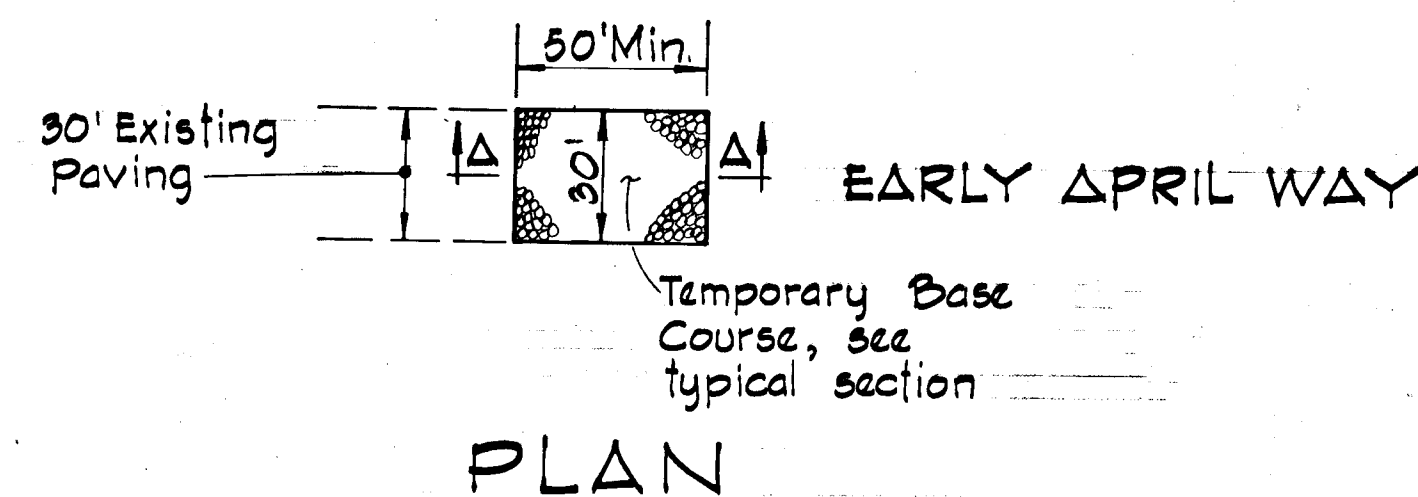 50'Min.
30' Existing
Paving
A
30'
A
EARLY APRIL WAY
Temporary Base
Course, see
typical section
PLAN